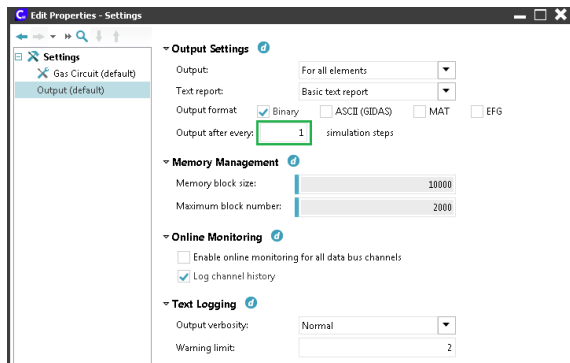 Edit Properties - Settings
Settings
Gas Circuit (default)
Output (default)
Output Settings d
Output: For all elements
Text report: Basic text report
Output format Binary ASCII (GIDAS) MAT EFG
Output after every: 1 simulation steps
Memory Management d
Memory block size: 10000
Maximum block number: 2000
Online Monitoring d
Enable online monitoring for all data bus channels
Log channel history
Text Logging d
Output verbosity: Normal
Warning limit: 2